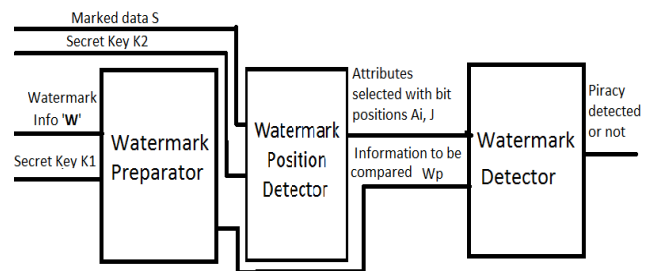 Marked data S
Secret Key K2
Watermark
Info 'W'
Secret Key K1
Watermark
Preparator
Watermark
Position
Detector
Attributes
selected with bit
positions Ai, J
Information to be
compared Wp
Watermark
Detector
Piracy
detected
or not